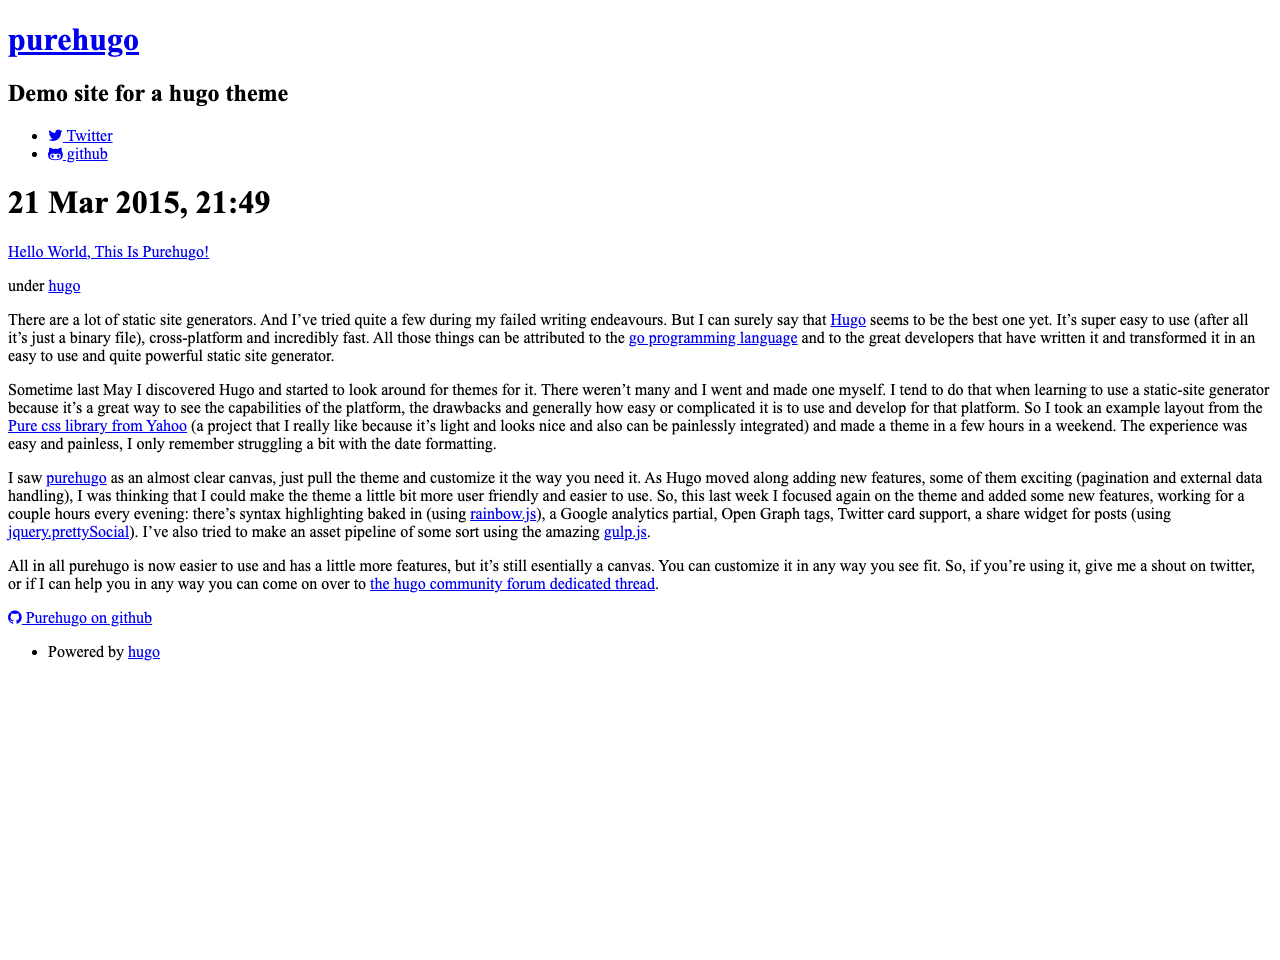 purehugo
Demo site for a hugo theme
Twitter
github
21 Mar 2015, 21:49
Hello World, This Is Purehugo!
under hugo
There are a lot of static site generators. And I’ve tried quite a few during my failed writing endeavours. But I can surely say that Hugo seems to be the best one yet. It’s super easy to use (after all
it’s just a binary file), cross-platform and incredibly fast. All those things can be attributed to the go programming language and to the great developers that have written it and transformed it in an
easy to use and quite powerful static site generator.
Sometime last May I discovered Hugo and started to look around for themes for it. There weren’t many and I went and made one myself. I tend to do that when learning to use a static-site generator
because it’s a great way to see the capabilities of the platform, the drawbacks and generally how easy or complicated it is to use and develop for that platform. So I took an example layout from the
Pure css library from Yahoo (a project that I really like because it’s light and looks nice and also can be painlessly integrated) and made a theme in a few hours in a weekend. The experience was
easy and painless, I only remember struggling a bit with the date formatting.
I saw purehugo as an almost clear canvas, just pull the theme and customize it the way you need it. As Hugo moved along adding new features, some of them exciting (pagination and external data
handling), I was thinking that I could make the theme a little bit more user friendly and easier to use. So, this last week I focused again on the theme and added some new features, working for a
couple hours every evening: there’s syntax highlighting baked in (using rainbow.js), a Google analytics partial, Open Graph tags, Twitter card support, a share widget for posts (using
jquery.prettySocial). I’ve also tried to make an asset pipeline of some sort using the amazing gulp.js.
All in all purehugo is now easier to use and has a little more features, but it’s still esentially a canvas. You can customize it in any way you see fit. So, if you’re using it, give me a shout on twitter,
or if I can help you in any way you can come on over to the hugo community forum dedicated thread.
Purehugo on github
Powered by hugo